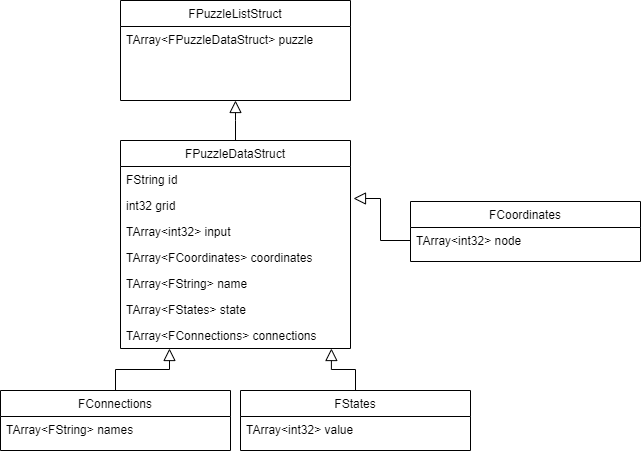 FPuzzleListStruct
TArray<FPuzzleDataStruct> puzzle
FPuzzleDataStruct
FString id
int32 grid
TArray<int32> input
TArray<FCoordinates> coordinates
TArray<FString> name
TArray<FStates> state
TArray<FConnections> connections
FCoordinates
TArray<int32> node
FConnections
TArray<FString> names
FStates
TArray<int32> value